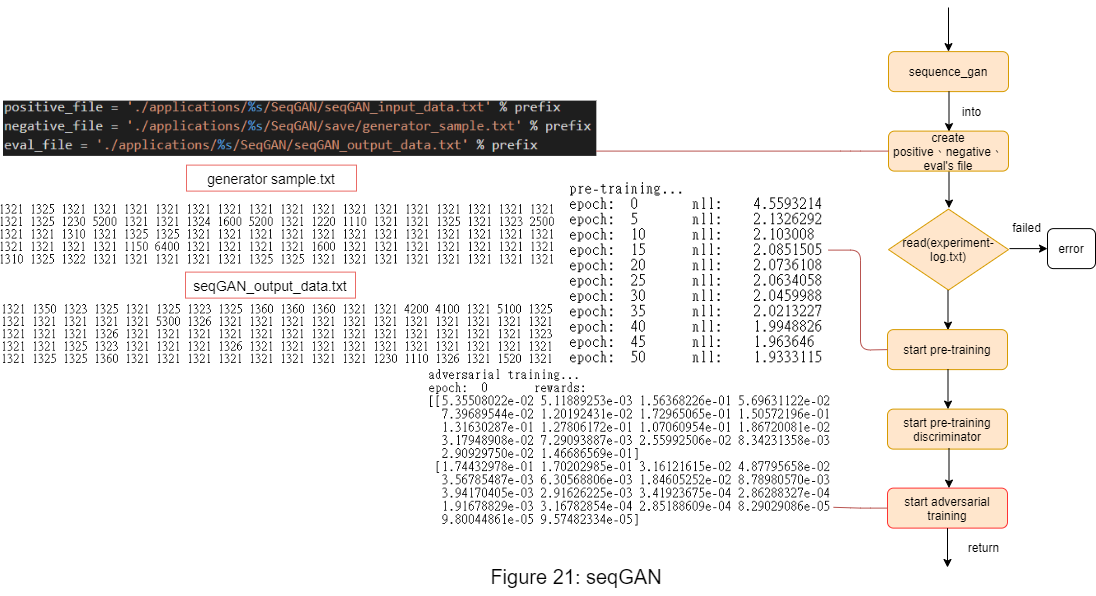 sequence_gan
into
positive_file = './applications/%s/SeqGAN/seqGAN_input_data.txt' % prefix
negative_file = './applications/%s/SeqGAN/save/generator_sample.txt' % prefix
eval_file = './applications/%s/SeqGAN/seqGAN_output_data.txt' % prefix
create
positive、negative、
eval's file
generator sample.txt
1321 1325 1321 1321 1321 1321 1321 1321 1321 1321 1321 1321 1321 1321 1321 1321 1321 1321
1321 1325 1230 5200 1321 1321 1324 1600 5200 1321 1220 1110 1321 1321 1325 1321 1323 2500
1321 1321 1310 1321 1325 1325 1321 1321 1321 1321 1321 1321 1321 1321 1321 1321 1321 1321
1321 1321 1321 1321 1150 6400 1321 1321 1321 1321 1600 1321 1321 1321 1321 1321 1321 1321
1310 1325 1322 1321 1321 1321 1321 1321 1325 1325 1321 1321 1321 1321 1321 1321 1321 1321
seqGAN_output_data.txt
1321 1350 1323 1325 1321 1325 1323 1325 1360 1360 1360 1321 1321 4200 4100 1321 5100 1325
1321 1321 1321 1321 1321 5300 1326 1321 1321 1321 1321 1321 1321 1321 1321 1321 1321 1321
1321 1321 1321 1326 1321 1321 1321 1321 1321 1321 1321 1321 1321 1321 1321 1321 1321 1323
1321 1321 1325 1323 1321 1321 1321 1326 1321 1321 1321 1321 1321 1321 1321 1321 1321 1321
1321 1325 1325 1360 1321 1321 1321 1321 1321 1321 1321 1321 1230 1110 1326 1321 1520 1321
pre-training...
epoch: 0 nll: 4.5593214
epoch: 5 nll: 2.1326292
epoch: 10 nll: 2.103008
epoch: 15 nll: 2.0851505
epoch: 20 nll: 2.0736108
epoch: 25 nll: 2.0634058
epoch: 30 nll: 2.0459988
epoch: 35 nll: 2.0213227
epoch: 40 nll: 1.9948826
epoch: 45 nll: 1.963646
epoch: 50 nll: 1.9333115
read(experiment-
log.txt)
failed
error
start pre-training
adversarial training...
epoch: 0 rewards:
[[5.35508022e-02 5.11889253e-03 1.56368226e-01 5.69631122e-02
7.39689544e-02 1.20192431e-02 1.72965065e-01 1.50572196e-01
1.31630287e-01 1.27806172e-01 1.07060954e-01 1.86720081e-02
3.17948908e-02 7.29093887e-03 2.55992506e-02 8.34231358e-03
2.90929750e-02 1.46686569e-01]
[1.74432978e-01 1.70202985e-01 3.16121615e-02 4.87795658e-02
3.56785487e-03 6.30568806e-03 1.84605252e-02 8.78980570e-03
3.94170405e-03 2.91626225e-03 3.41923675e-04 2.86288327e-04
1.91678829e-03 3.16782854e-04 2.85188609e-04 8.29029086e-05
9.80044861e-05 9.57482334e-05]
start pre-training
discriminator
start adversarial
training
return
Figure 21: seqGAN